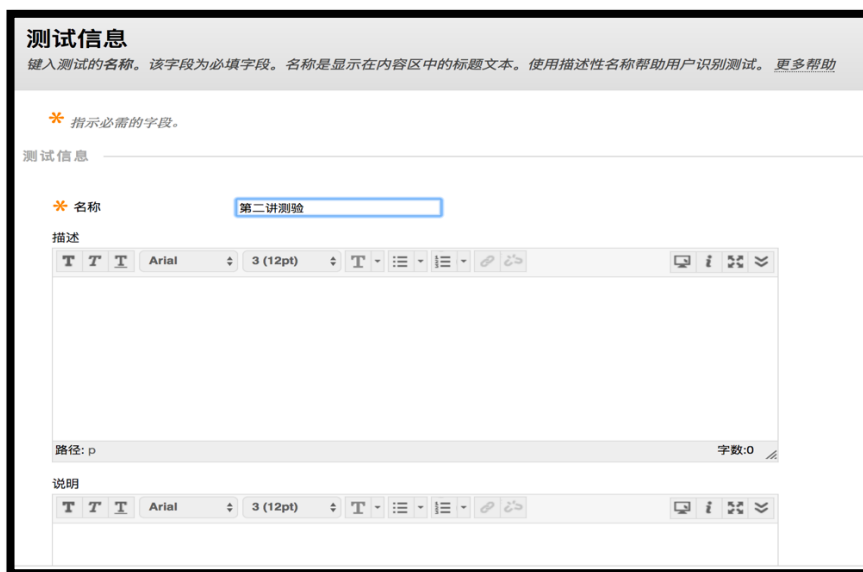 测试信息
键入测试的名称。该字段为必填字段。名称是显示在内容区中的标题文本。使用描述性名称帮助用户识别测试。 更多帮助
指示必需的字段。
测试信息
名称 第二讲测验
描述
T T T Arial 3 (12pt) T
路径: p 字数:0
说明
T T T Arial 3 (12pt) T